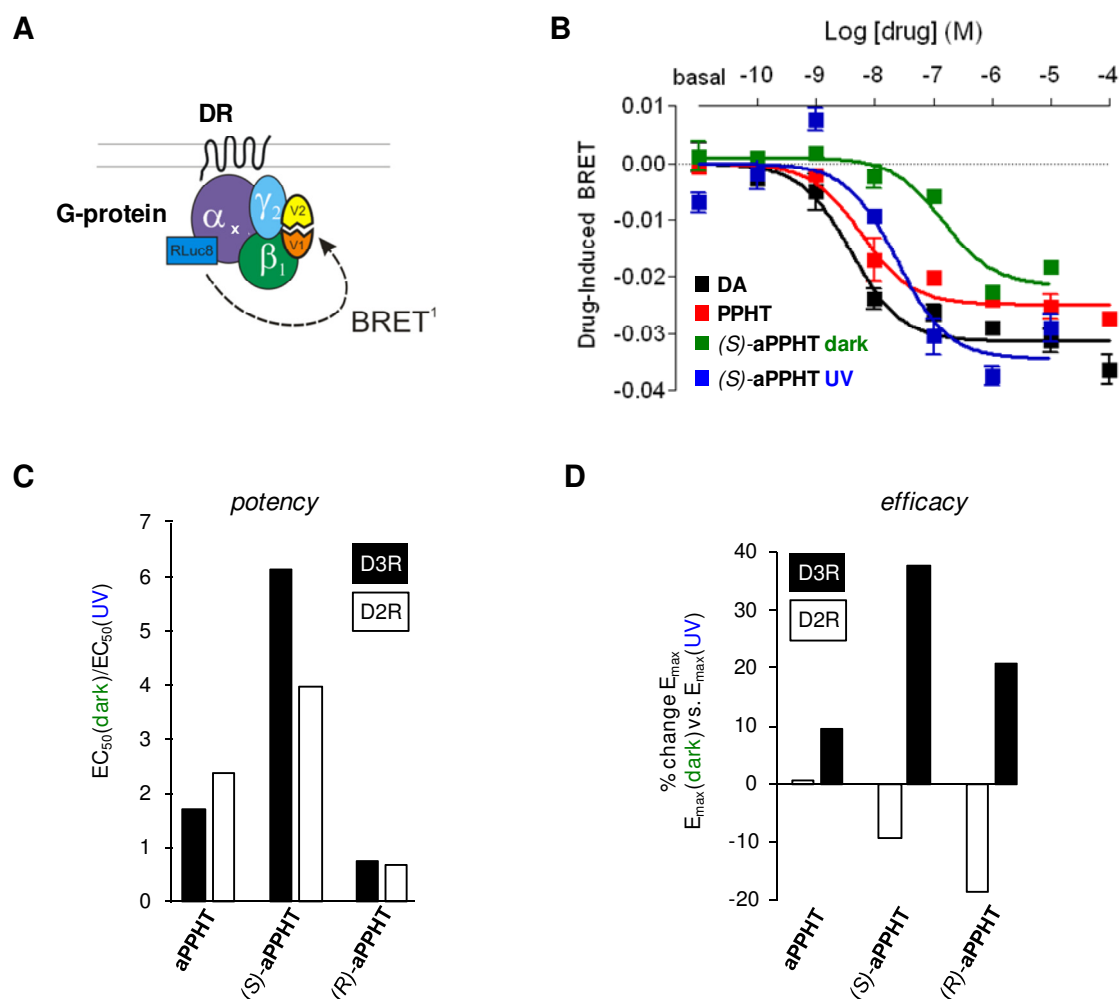 A
DR
G-protein
αx
γ2
β1
V2
V1
RLuc8
BRET1
B
Log [drug] (M)
basal -10 -9 -8 -7 -6 -5 -4
Drug-Induced BRET
0.01
0.00
-0.01
-0.02
-0.03
-0.04
DA
PPHT
(S)-aPPHT dark
(S)-aPPHT UV
C
potency
EC50(dark)/EC50(UV)
7
6
5
4
3
2
1
0
D3R
D2R
aPPHT
(S)-aPPHT
(R)-aPPHT
D
efficacy
% change Emax
Emax(dark) vs. Emax(UV)
40
30
20
10
0
-10
-20
D3R
D2R
aPPHT
(S)-aPPHT
(R)-aPPHT